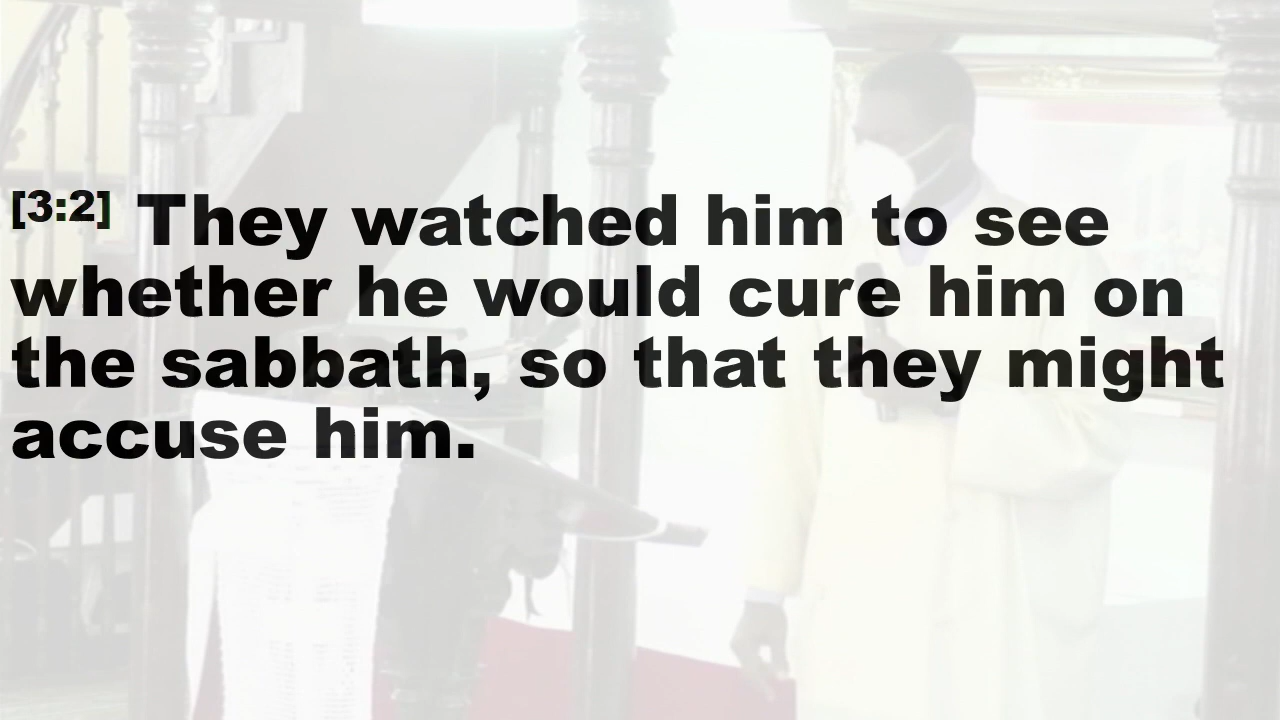 [3:2] They watched him to see
whether he would cure him on
the sabbath, so that they might
accuse him.